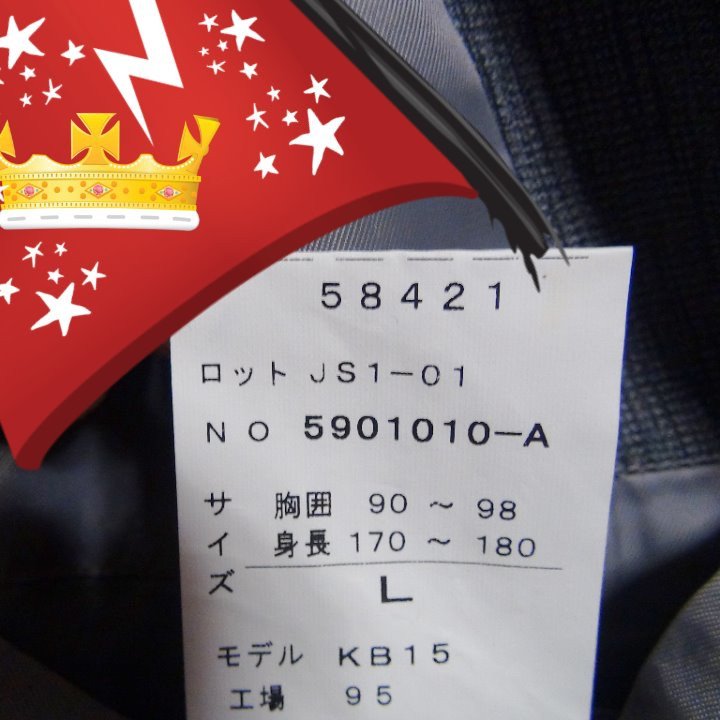 58421
ロット JS1-01
NO 5901010-A
サイズ 胸囲 90 ~ 98
身長 170 ~ 180
L
モデル KB15
工場 95